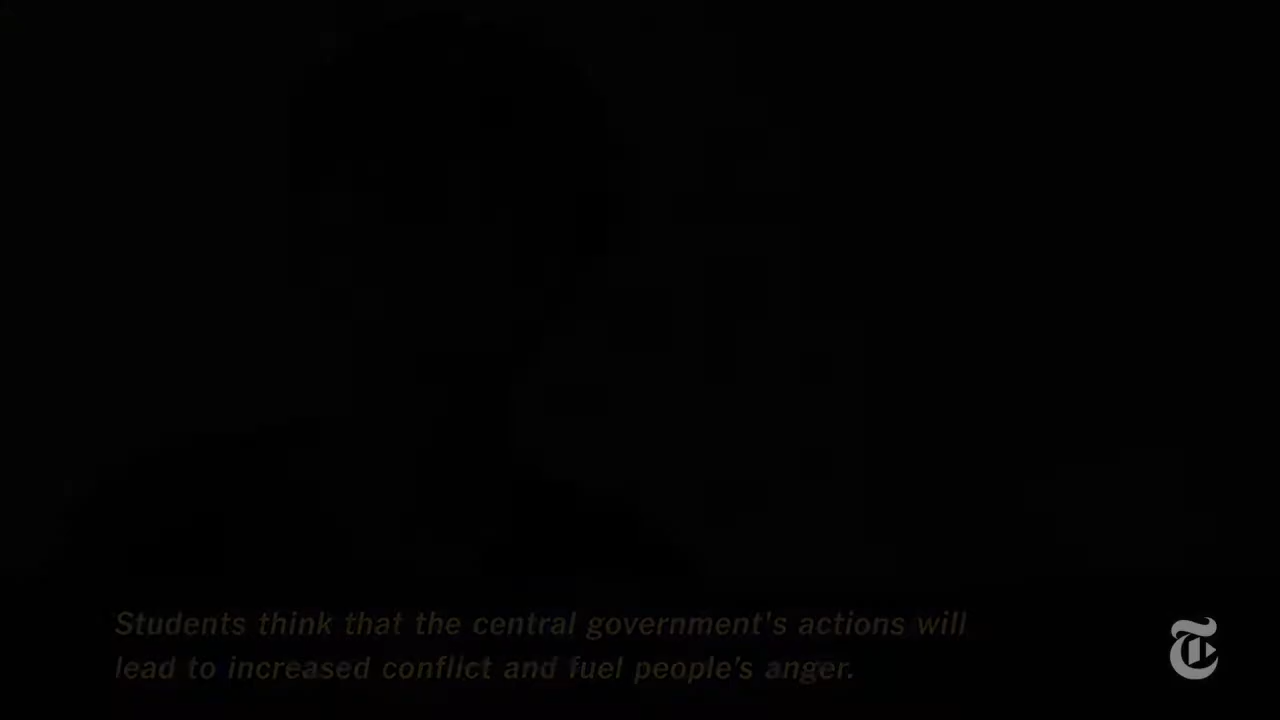 Students think that the central government's actions will
lead to increased conflict and fuel people's anger.